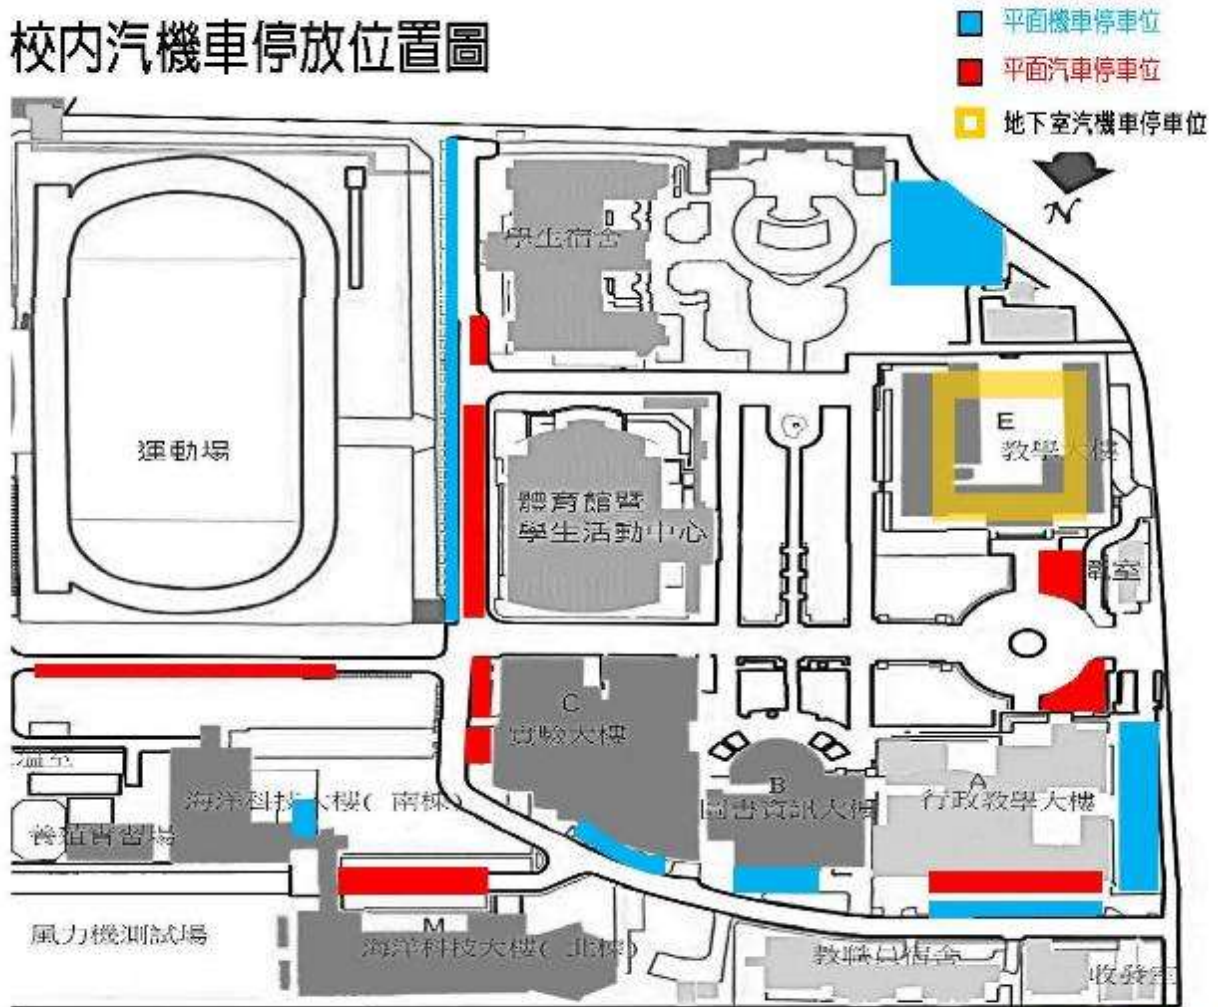 校内汽機車停放位置圖
平面機車停車位
平面汽車停車位
地下室汽機車停車位
N
學生宿舍
運動場
E
教學大樓
體育館暨
學生活動中心
電室
C
實驗大樓
溫室
B
圖書資訊大樓
A
行政教學大樓
海洋科技大樓( 南棟)
養殖實習場
風力機測試場
M
海洋科技大樓( 北棟)
教職員宿舍
收發室